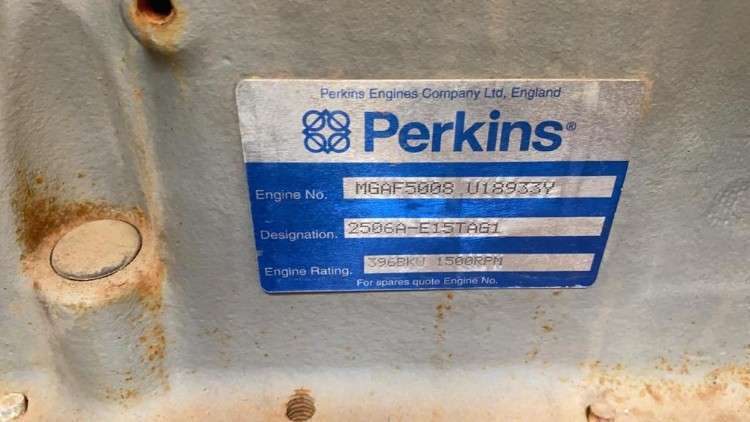 Perkins Engines Company Ltd, England
Perkins®
Engine No. MGAF5008 U18933Y
Designation. 2506A-E15TAG1
Engine Rating. 396BKW 1500RPM
For spares quote Engine No.